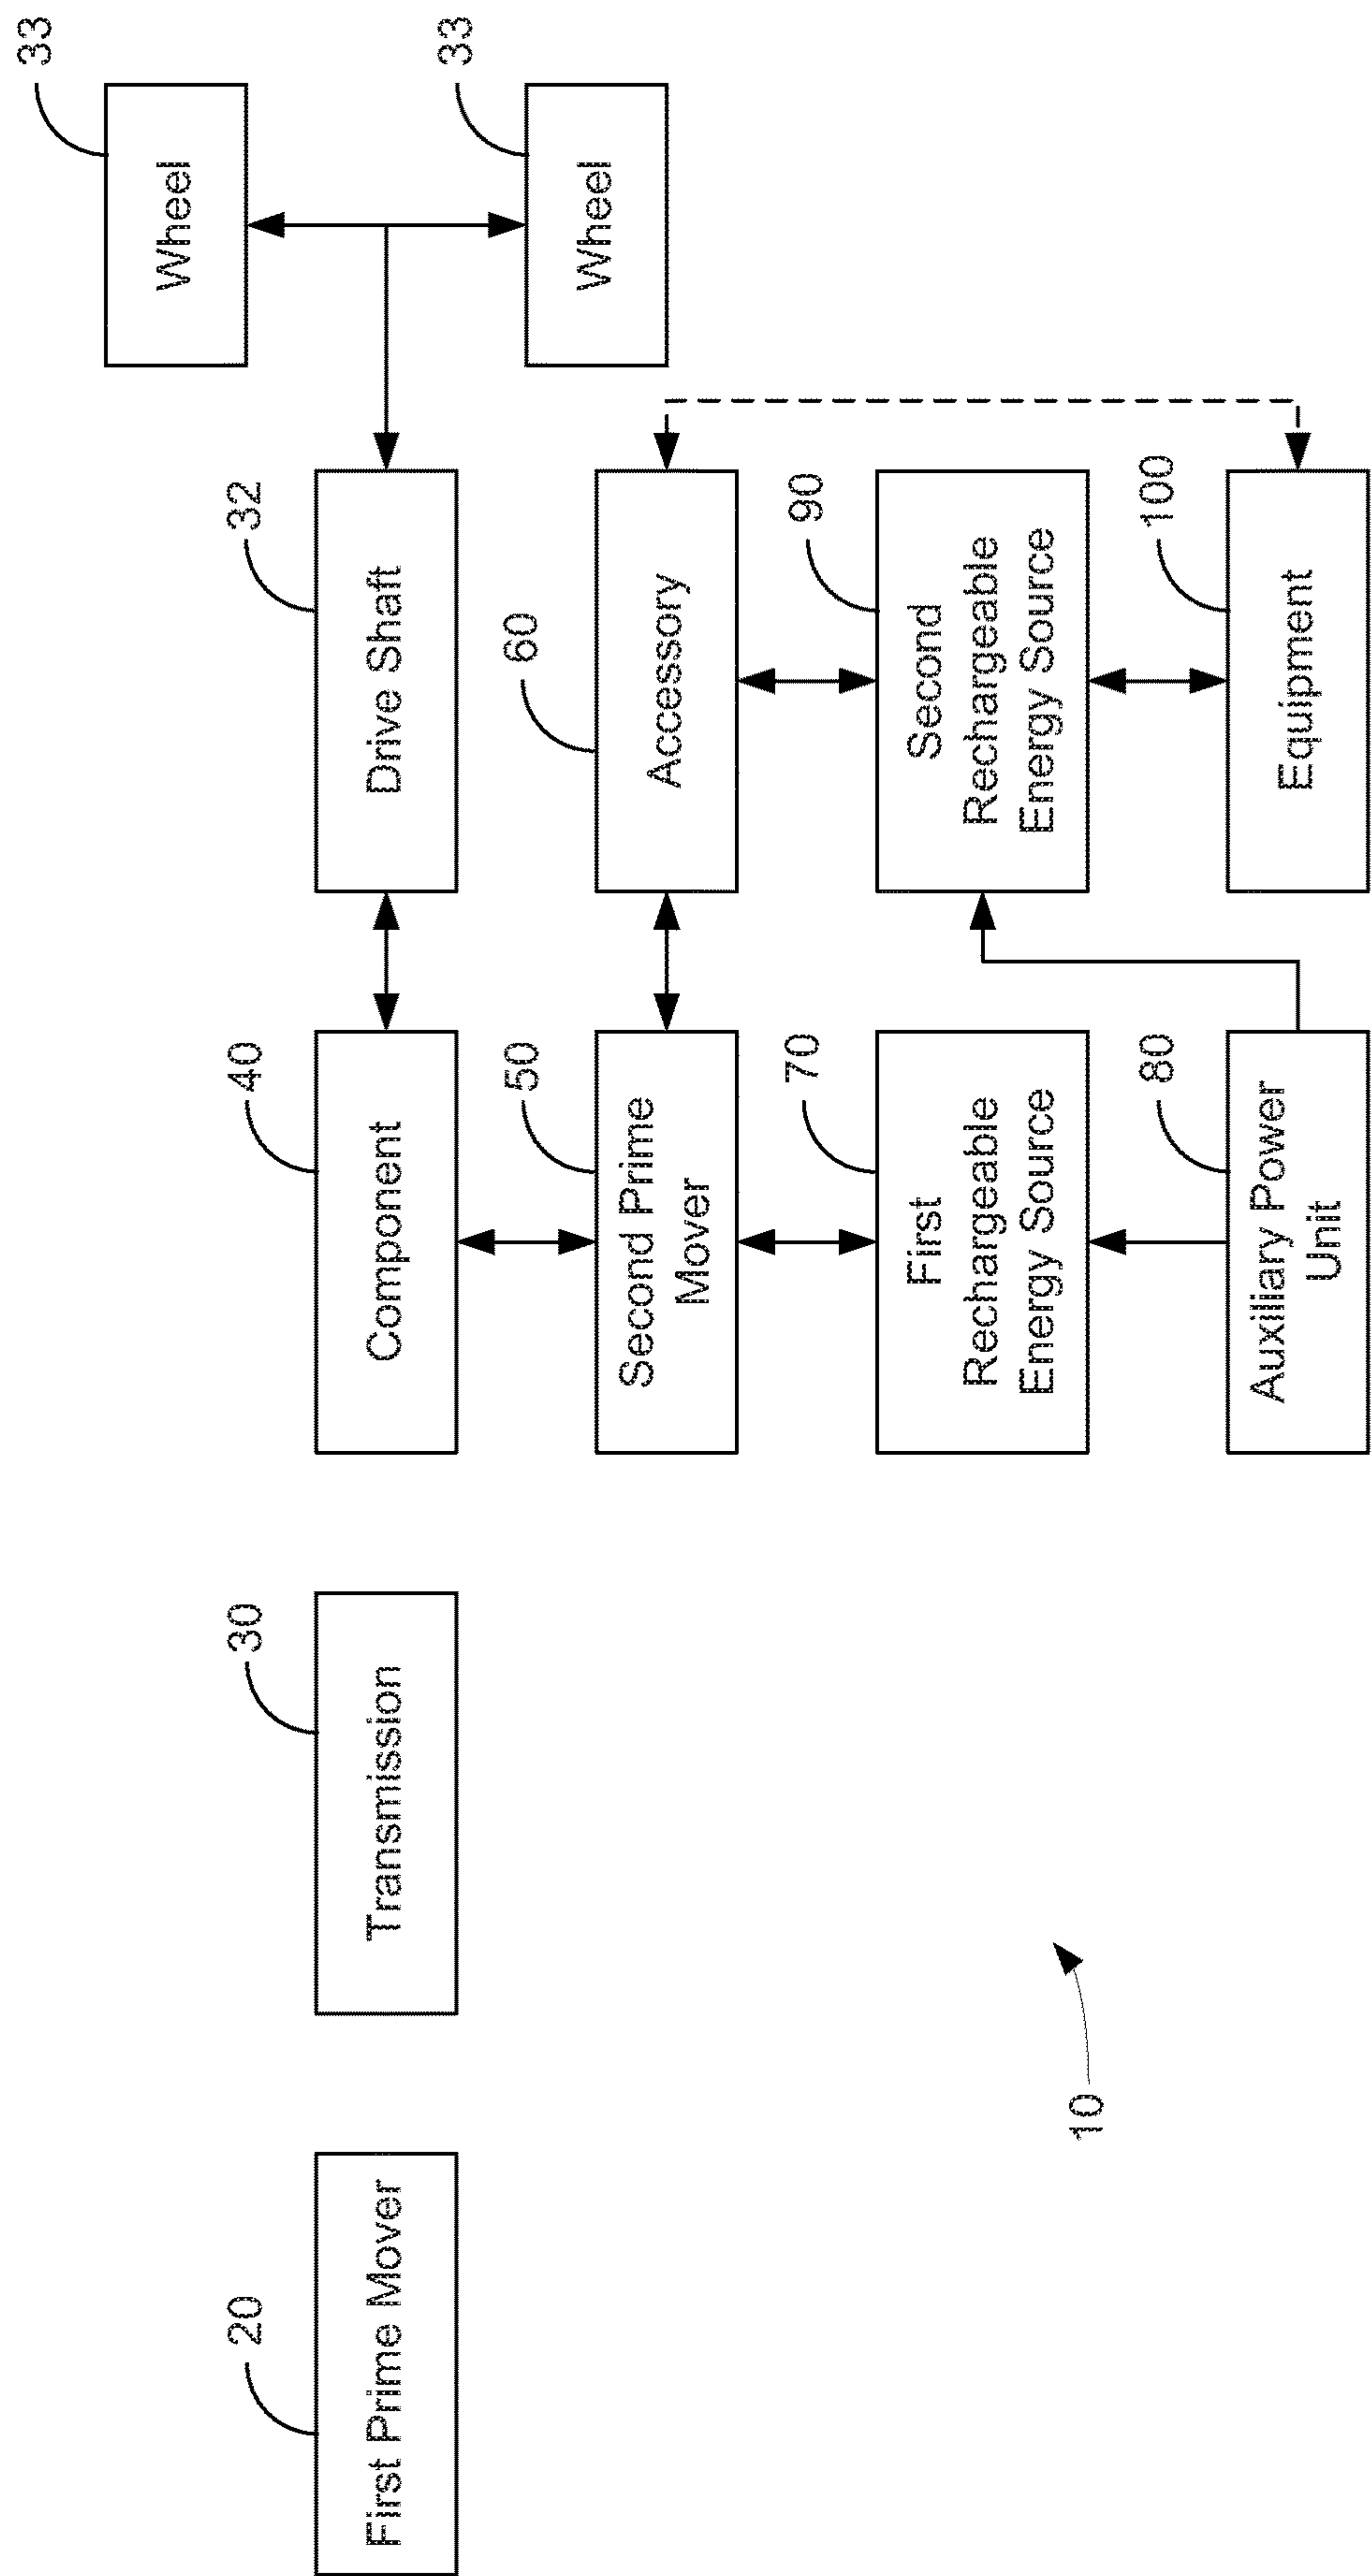 33
Wheel
33
Wheel
20
First Prime Mover
30
Transmission
40
Component
32
Drive Shaft
50
Second Prime
Mover
60
Accessory
70
First
Rechargeable
Energy Source
90
Second
Rechargeable
Energy Source
80
Auxiliary Power
Unit
100
Equipment
10